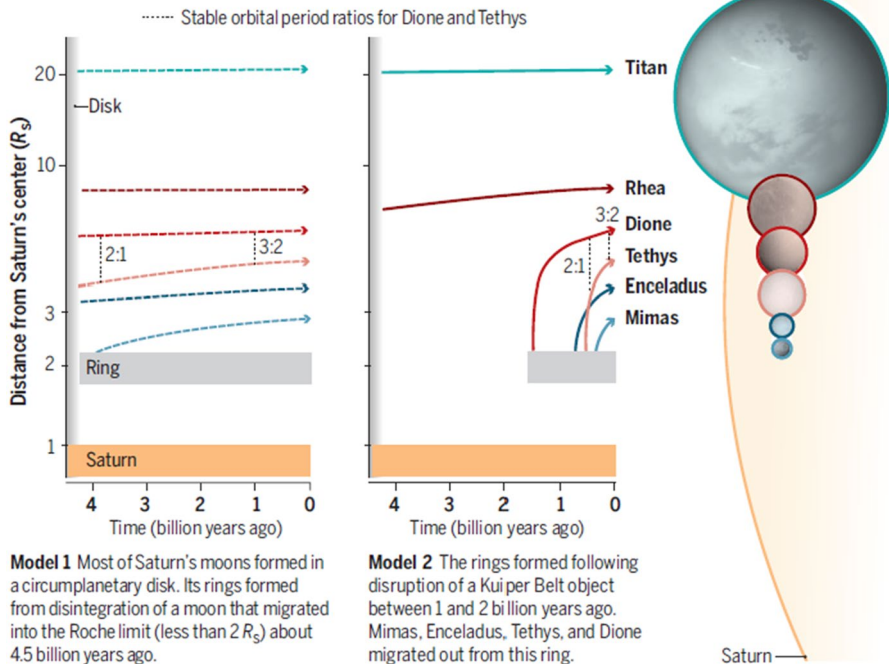 Stable orbital period ratios for Dione and Tethys
Distance from Saturn's center (Rs)
20
10
3
2
1
Disk
2:1
3:2
Ring
Saturn
4 3 2 1 0
Time (billion years ago)
Titan
Rhea
3:2
Dione
Tethys
2:1
Enceladus
Mimas
4 3 2 1 0
Time (billion years ago)
Model 1 Most of Saturn's moons formed in
a circumplanetary disk. Its rings formed
from disintegration of a moon that migrated
into the Roche limit (less than 2 Rs) about
4.5 billion years ago.
Model 2 The rings formed following
disruption of a Kuiper Belt object
between 1 and 2 billion years ago.
Mimas, Enceladus, Tethys, and Dione
migrated out from this ring.
Saturn